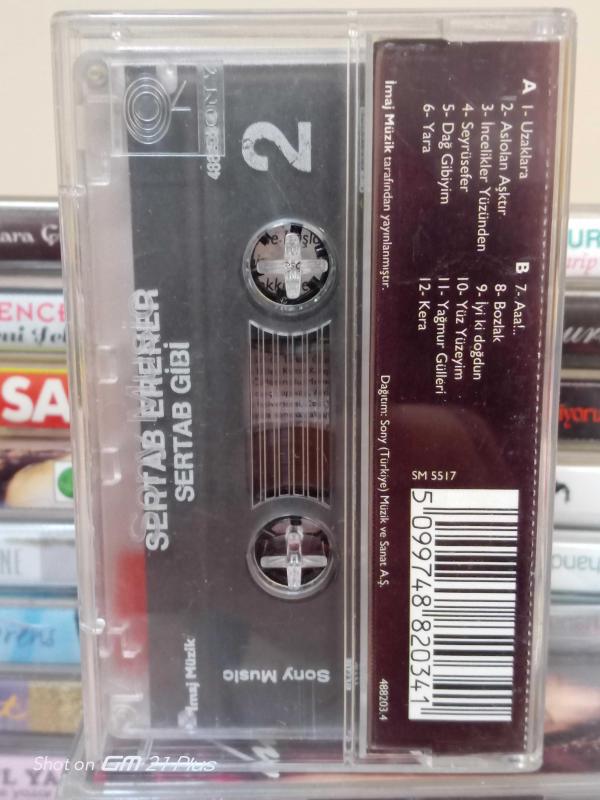 A 1- Uzaklara
2- Aslolan Aşktır
3- İncelikler Yüzünden
4- Seyrüsefer
5- Dağ Gibiyim
6- Yara
B 7- Aaa!..
8- Bozlak
9- İyi ki doğdun
10- Yüz Yüzeyim
11- Yağmur Gülleri
12- Kera
İmaj Müzik tarafından yayınlanmıştır.
Dağıtım: Sony (Türkiye) Müzik ve Sanat A.Ş.
SM 5517
5 099748 820341
488203.4
2
SERTAB ERENER
SERTAB GİBİ
İmaj Müzik
Sony Music
SA
Shot on GM 21 Plus